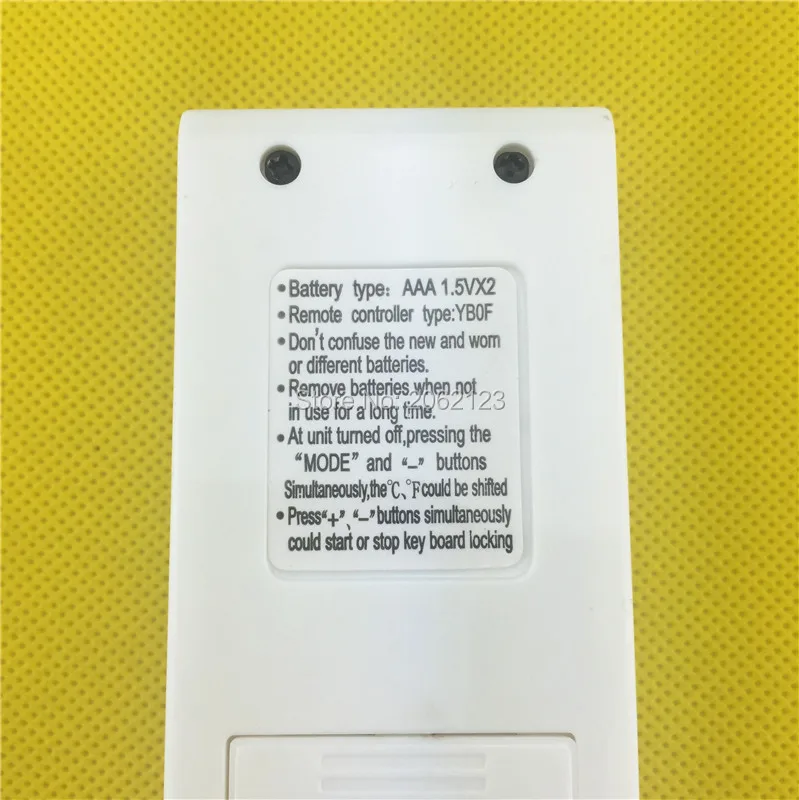 • Battery type: AAA 1.5VX2
• Remote controller type:YB0F
• Don't confuse the new and worn
or different batteries.
• Remove batteries when not
Store No: 2062123
in use for a long time.
• At unit turned off,pressing the
“MODE” and “–” buttons
Simultaneously,the℃、℉could be shifted
• Press“+”、“–”buttons simultaneously
could start or stop key board locking